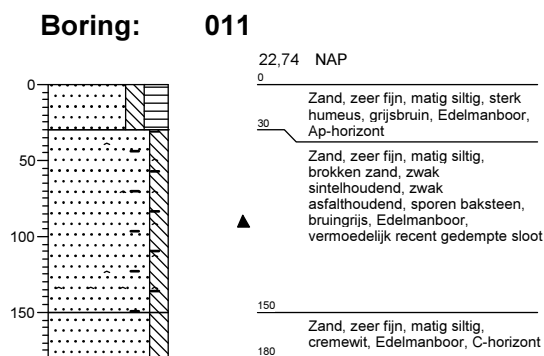 Boring: 011
22,74 NAP
0
0
Zand, zeer fijn, matig siltig, sterk
humeus, grijsbruin, Edelmanboor,
Ap-horizont
30
Zand, zeer fijn, matig siltig,
brokken zand, zwak
sintelhoudend, zwak
asfalthoudend, sporen baksteen,
bruingrijs, Edelmanboor,
vermoedelijk recent gedempte sloot
50
100
150
150
Zand, zeer fijn, matig siltig,
cremewit, Edelmanboor, C-horizont
180